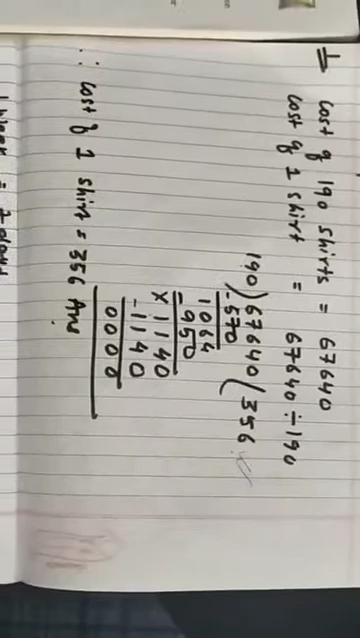 1
Cost of 190 shirts = 67640
Cost of 1 shirt = 67640 ÷ 190
190)67640(356
-570
1064
-950
X1140
-1140
0000
∴ Cost of 1 shirt = 356 Ans